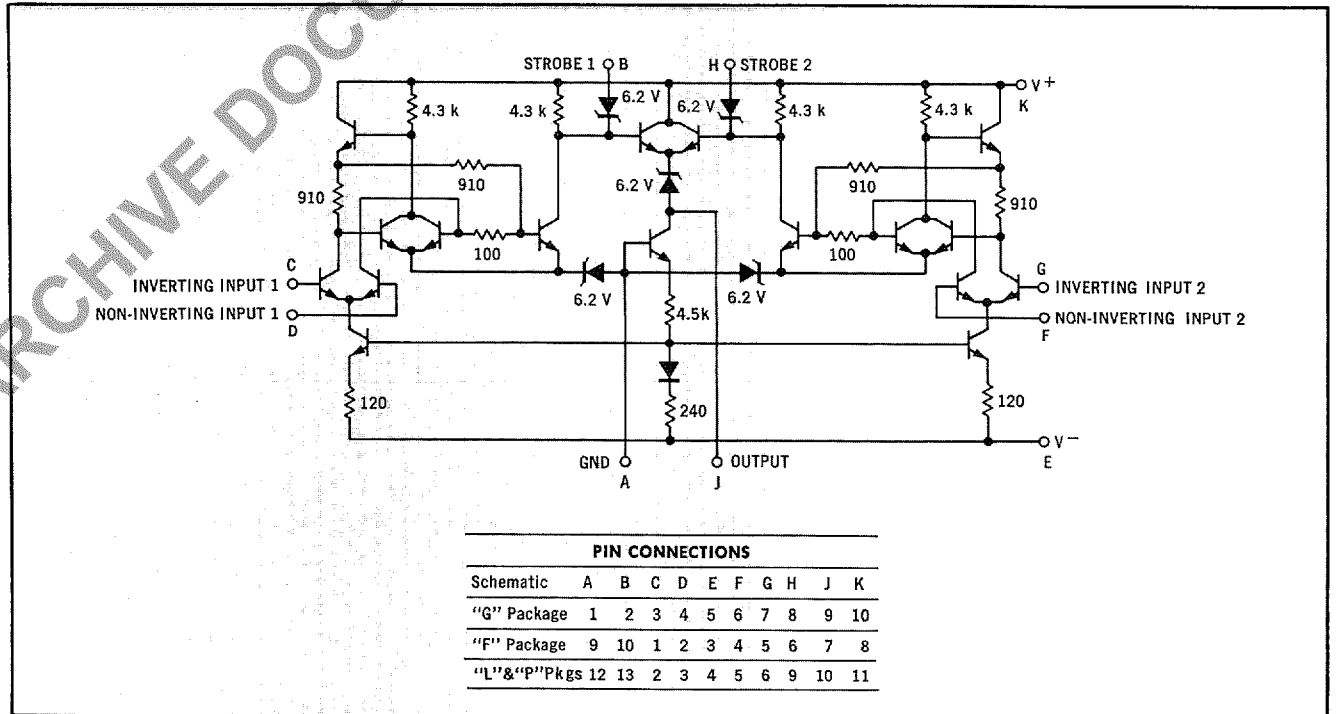 ARCHIVE DOCU
STROBE 1 B H STROBE 2
V+
K
4.3 k 4.3 k 6.2 V 6.2 V 4.3 k 4.3 k
910 910 6.2 V 910 910
100 100
C G
INVERTING INPUT 1 6.2 V 6.2 V INVERTING INPUT 2
NON-INVERTING INPUT 1 4.5k NON-INVERTING INPUT 2
D F
120 240 120
V−
E
GND OUTPUT
A J
PIN CONNECTIONS
Schematic A B C D E F G H J K
"G" Package 1 2 3 4 5 6 7 8 9 10
"F" Package 9 10 1 2 3 4 5 6 7 8
"L"&"P"Pkgs 12 13 2 3 4 5 6 9 10 11